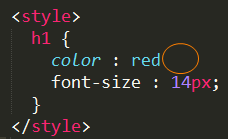 <style>
h1 {
color : red
font-size : 14px;
}
</style>